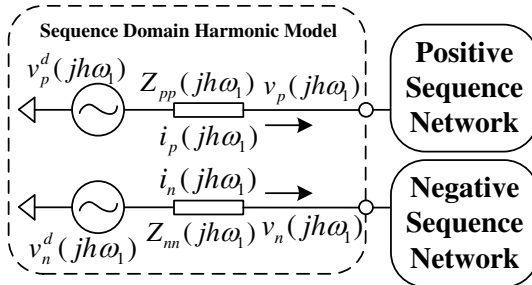 Sequence Domain Harmonic Model
v_p^d(jhω_1)
Z_pp(jhω_1)
v_p(jhω_1)
i_p(jhω_1)
Positive
Sequence
Network
i_n(jhω_1)
v_n^d(jhω_1)
Z_nn(jhω_1)
v_n(jhω_1)
Negative
Sequence
Network